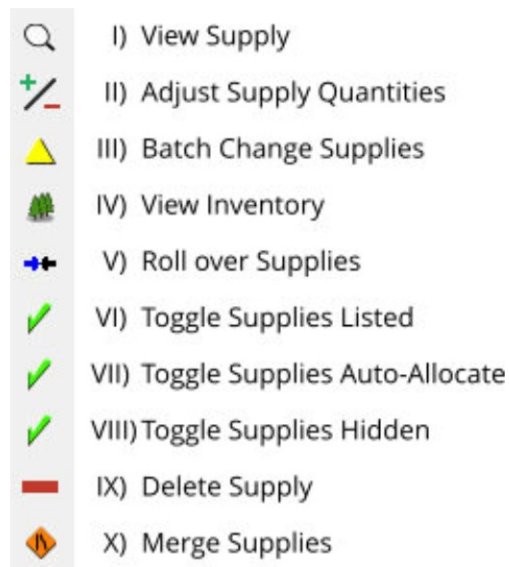 I) View Supply
II) Adjust Supply Quantities
III) Batch Change Supplies
IV) View Inventory
V) Roll over Supplies
VI) Toggle Supplies Listed
VII) Toggle Supplies Auto-Allocate
VIII) Toggle Supplies Hidden
IX) Delete Supply
X) Merge Supplies